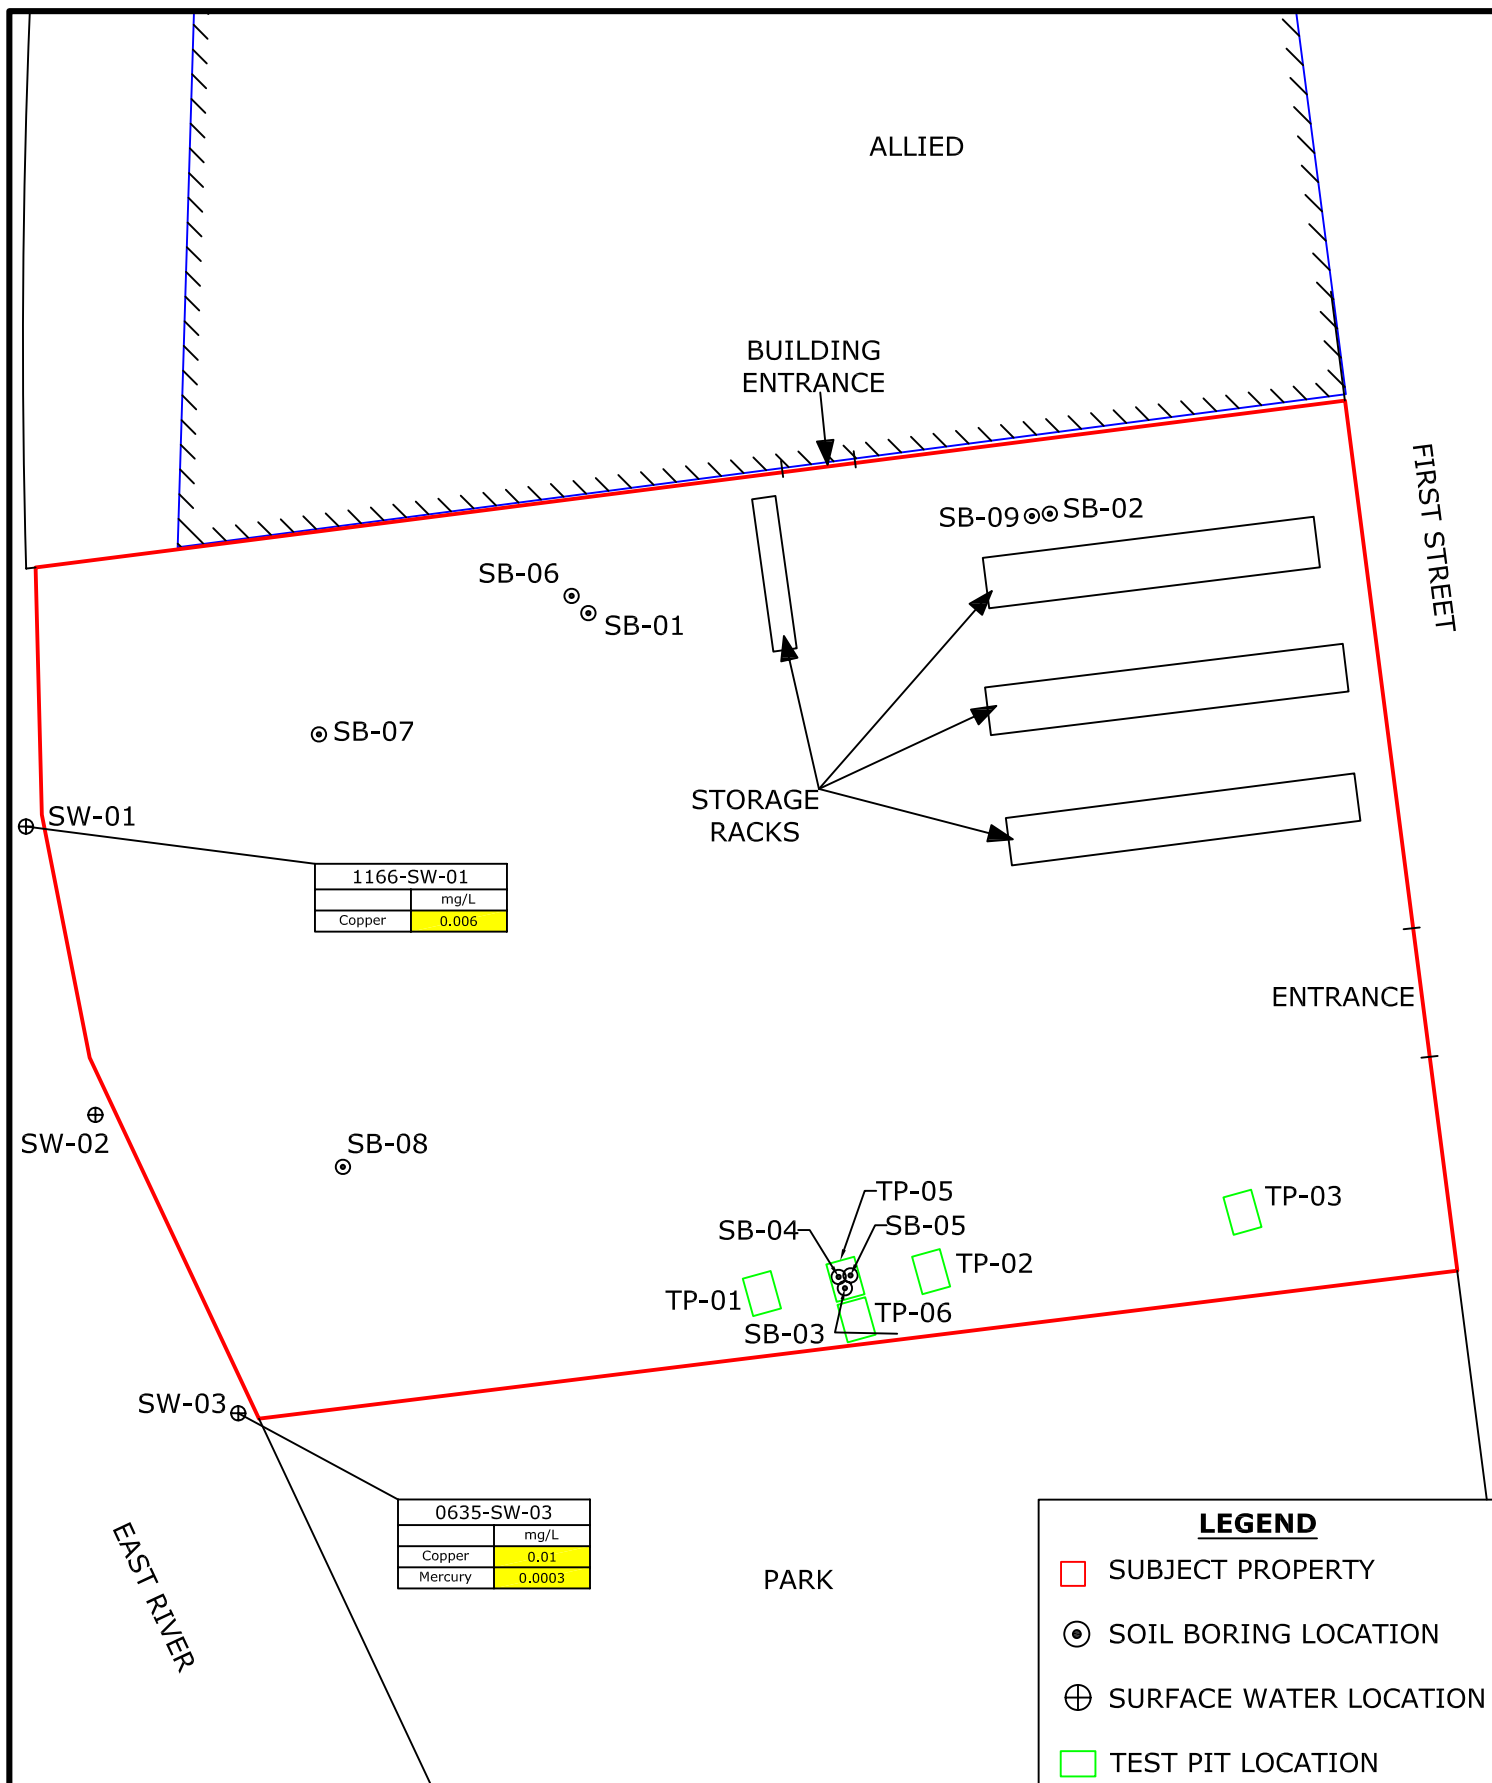 ALLIED
BUILDING
ENTRANCE
FIRST STREET
SB-09
SB-02
SB-06
SB-01
SB-07
STORAGE
RACKS
SW-01
1166-SW-01
mg/L
Copper 0.006
ENTRANCE
SW-02
SB-08
TP-05
TP-03
SB-04
SB-05
TP-02
TP-01
TP-06
SB-03
SW-03
0635-SW-03
mg/L
Copper 0.01
Mercury 0.0003
EAST RIVER
PARK
LEGEND
SUBJECT PROPERTY
SOIL BORING LOCATION
SURFACE WATER LOCATION
TEST PIT LOCATION